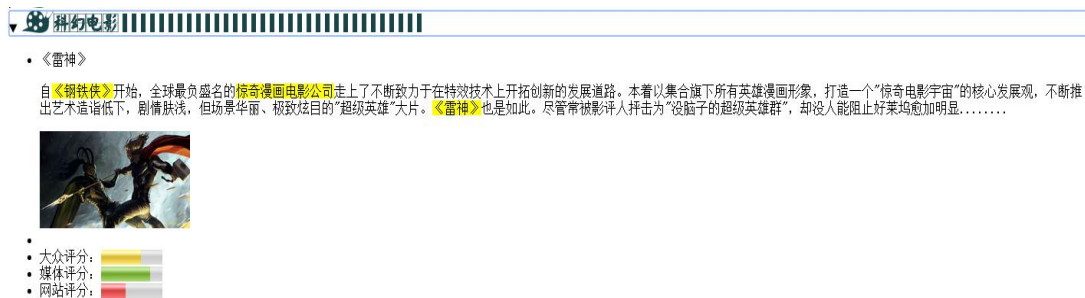 科幻电影
《雷神》
自《钢铁侠》开始，全球最负盛名的惊奇漫画电影公司走上了不断致力于在特效技术上开拓创新的发展道路。本着以集合旗下所有英雄漫画形象，打造一个"惊奇电影宇宙"的核心发展观，不断推
出艺术造诣低下，剧情肤浅，但场景华丽、极致炫目的"超级英雄"大片。《雷神》也是如此。尽管常被影评人抨击为"没脑子的超级英雄群"，却没人能阻止好莱坞愈加明显........
大众评分：
媒体评分：
网站评分：